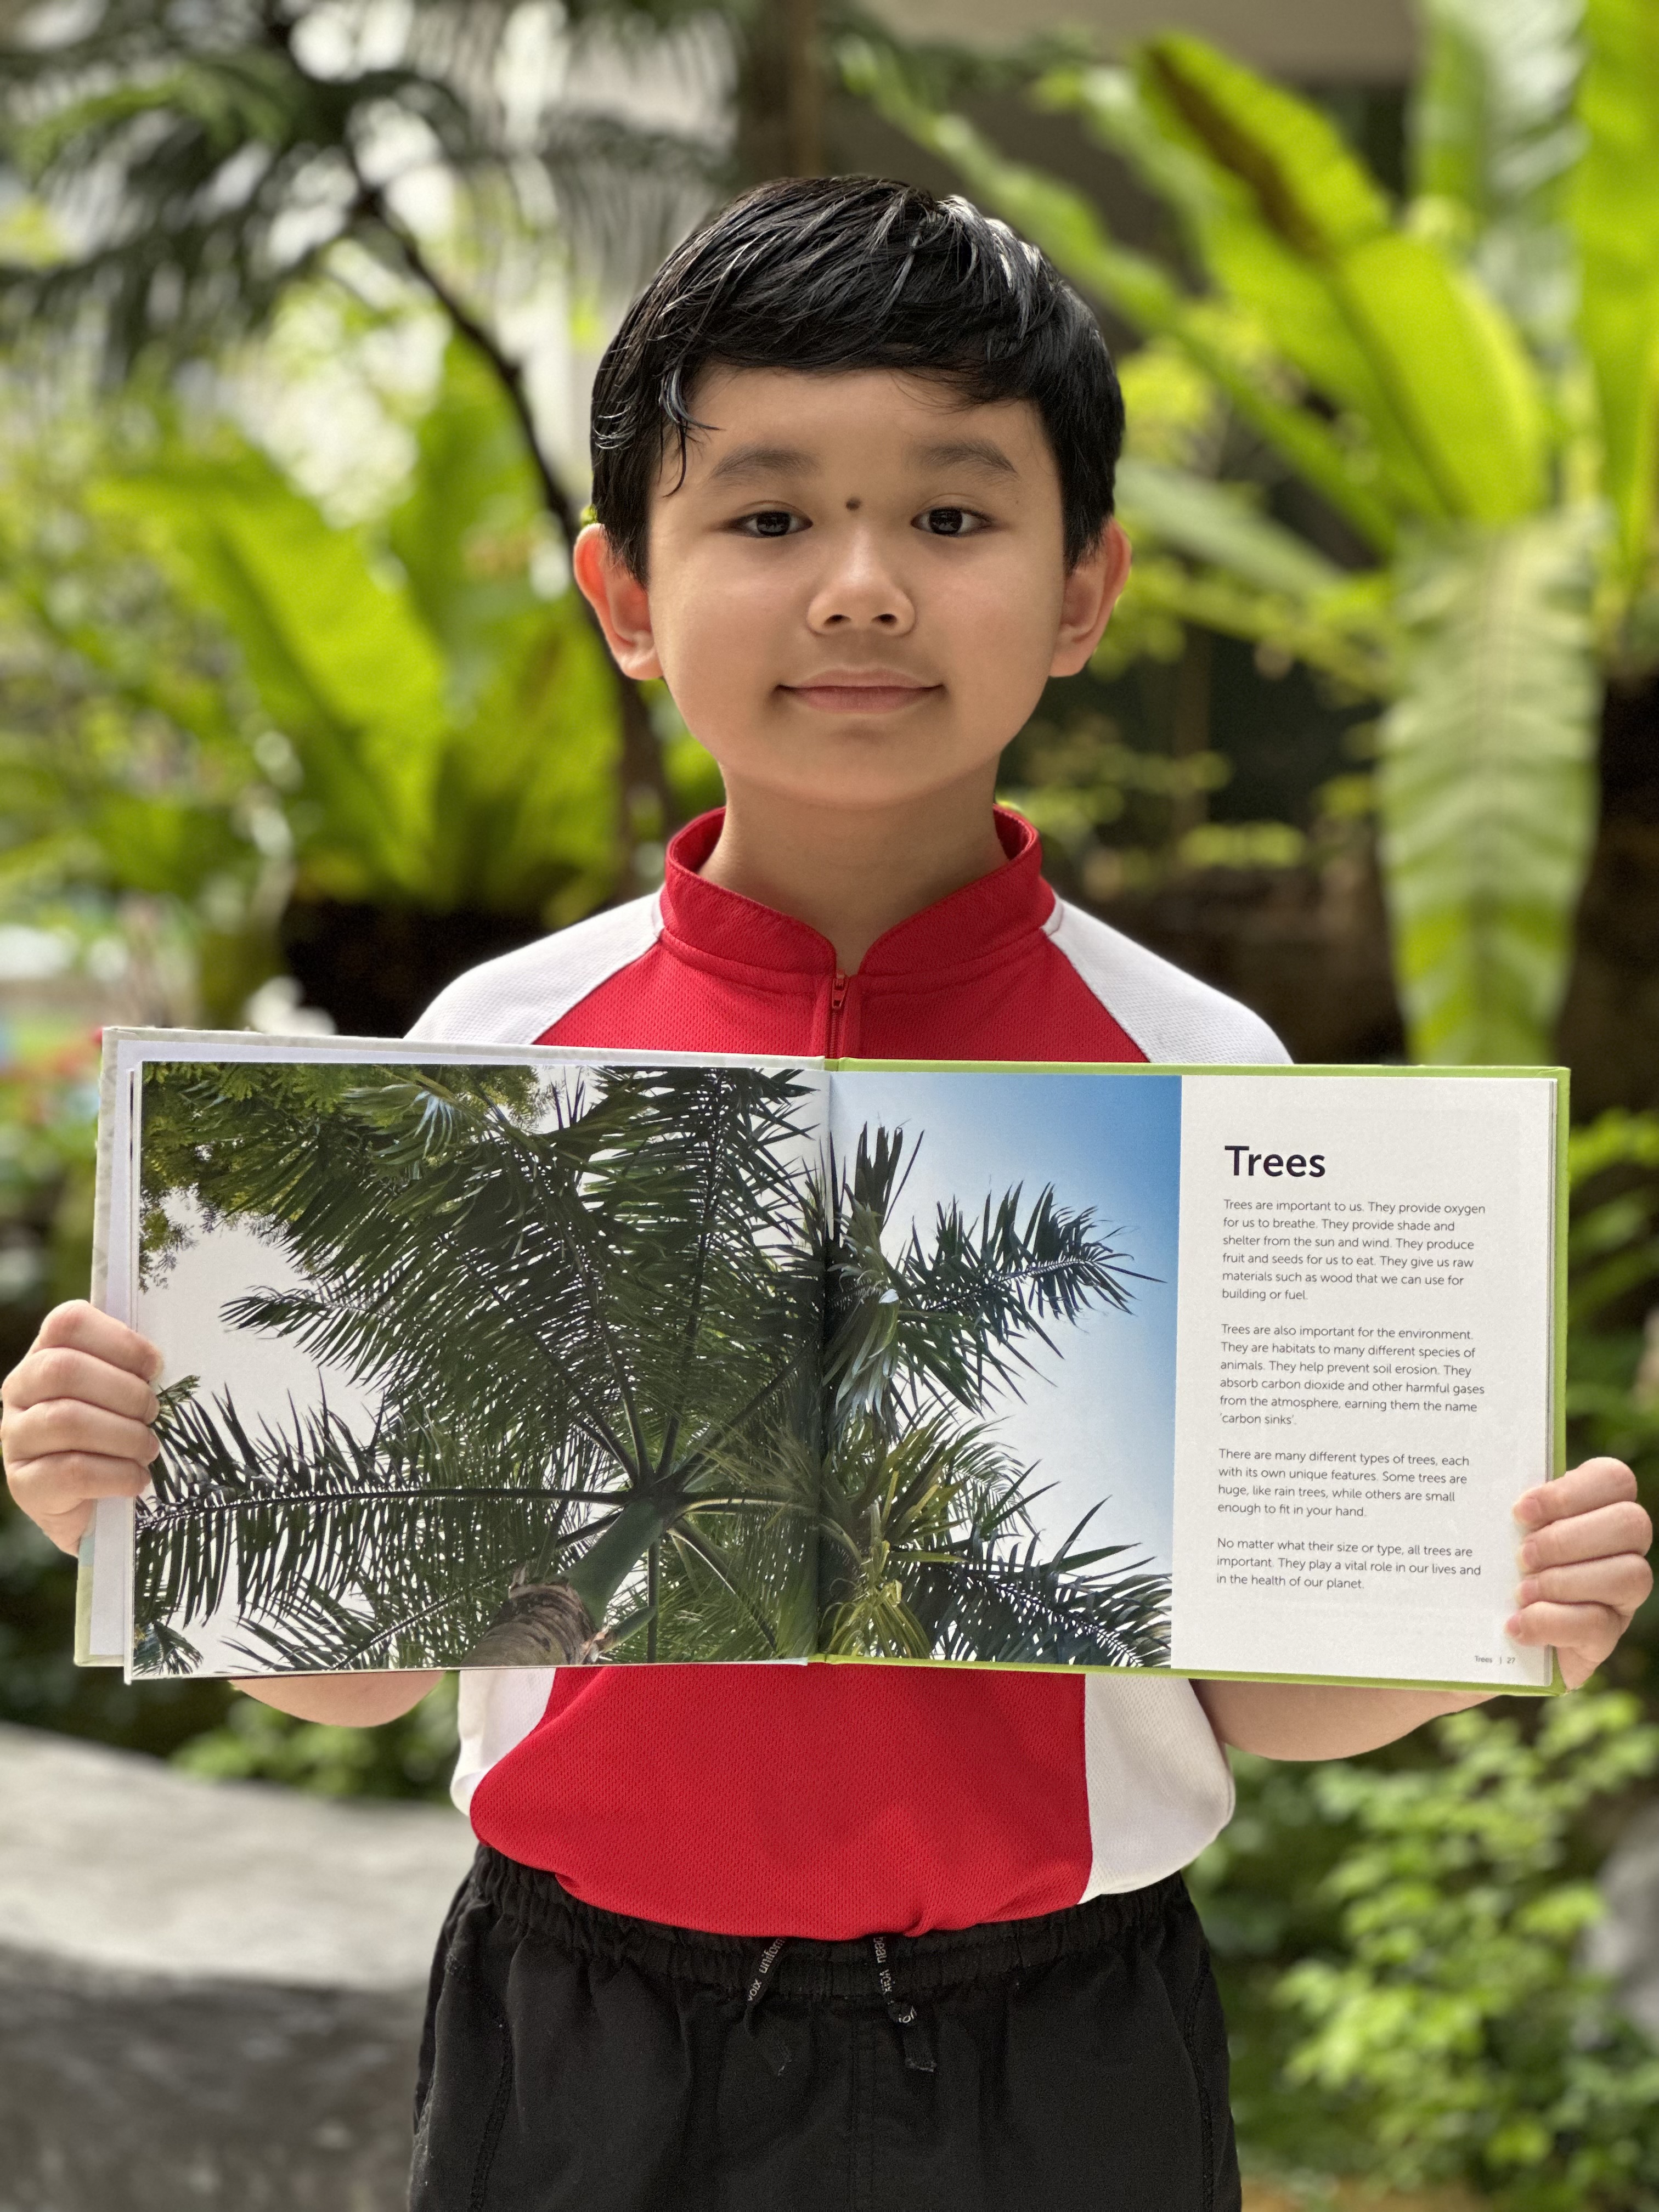 Trees
Trees are important to us. They provide oxygen
for us to breathe. They provide shade and
shelter from the sun and wind. They produce
fruit and seeds for us to eat. They give us raw
materials such as wood that we can use for
building or fuel.
Trees are also important for the environment.
They are habitats to many different species of
animals. They help prevent soil erosion. They
absorb carbon dioxide and other harmful gases
from the atmosphere, earning them the name
'carbon sinks'.
There are many different types of trees, each
with its own unique features. Some trees are
huge, like rain trees, while others are small
enough to fit in your hand.
No matter what their size or type, all trees are
important. They play a vital role in our lives and
in the health of our planet.
Trees | 27
voix uniform
beau voix